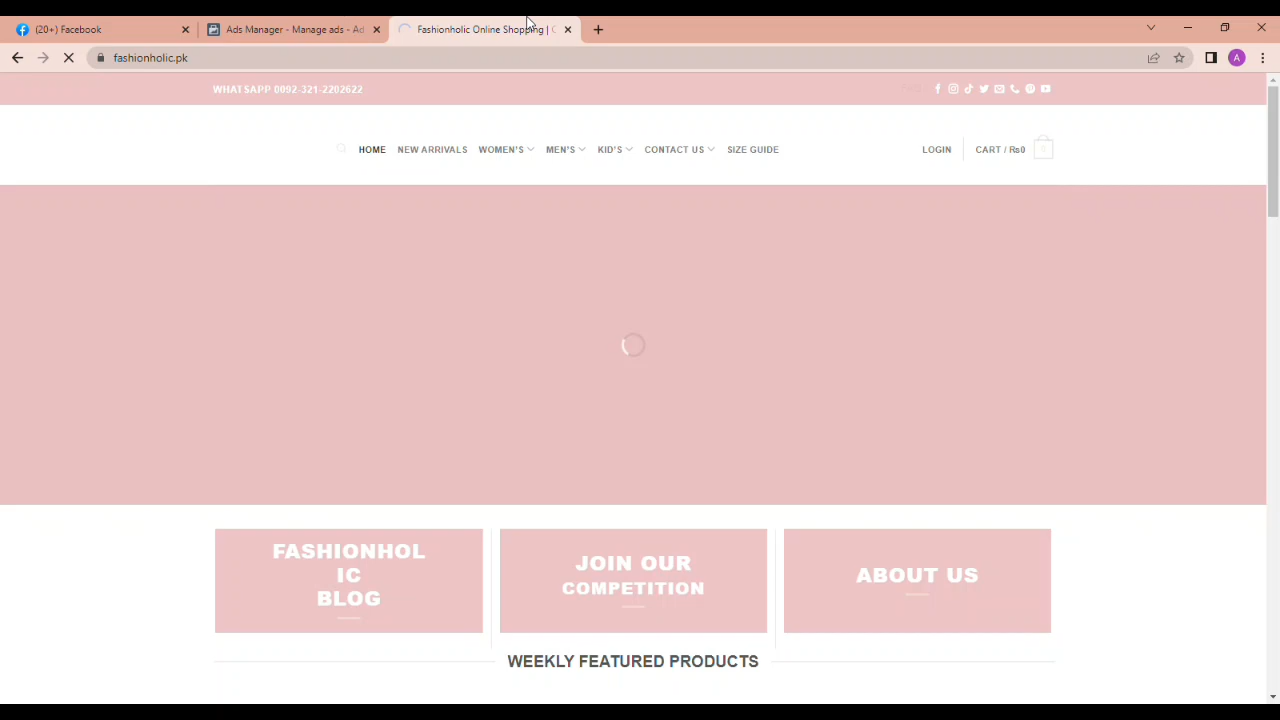 (20+) Facebook
Ads Manager - Manage ads - Ad
Fashionholic Online Shopping | C
fashionholic.pk
A
WHATSAPP 0092-321-2202622
HOME
NEW ARRIVALS
WOMEN'S
MEN'S
KID'S
CONTACT US
SIZE GUIDE
LOGIN
CART / ₨0
0
FASHIONHOL
IC
BLOG
JOIN OUR
COMPETITION
ABOUT US
WEEKLY FEATURED PRODUCTS